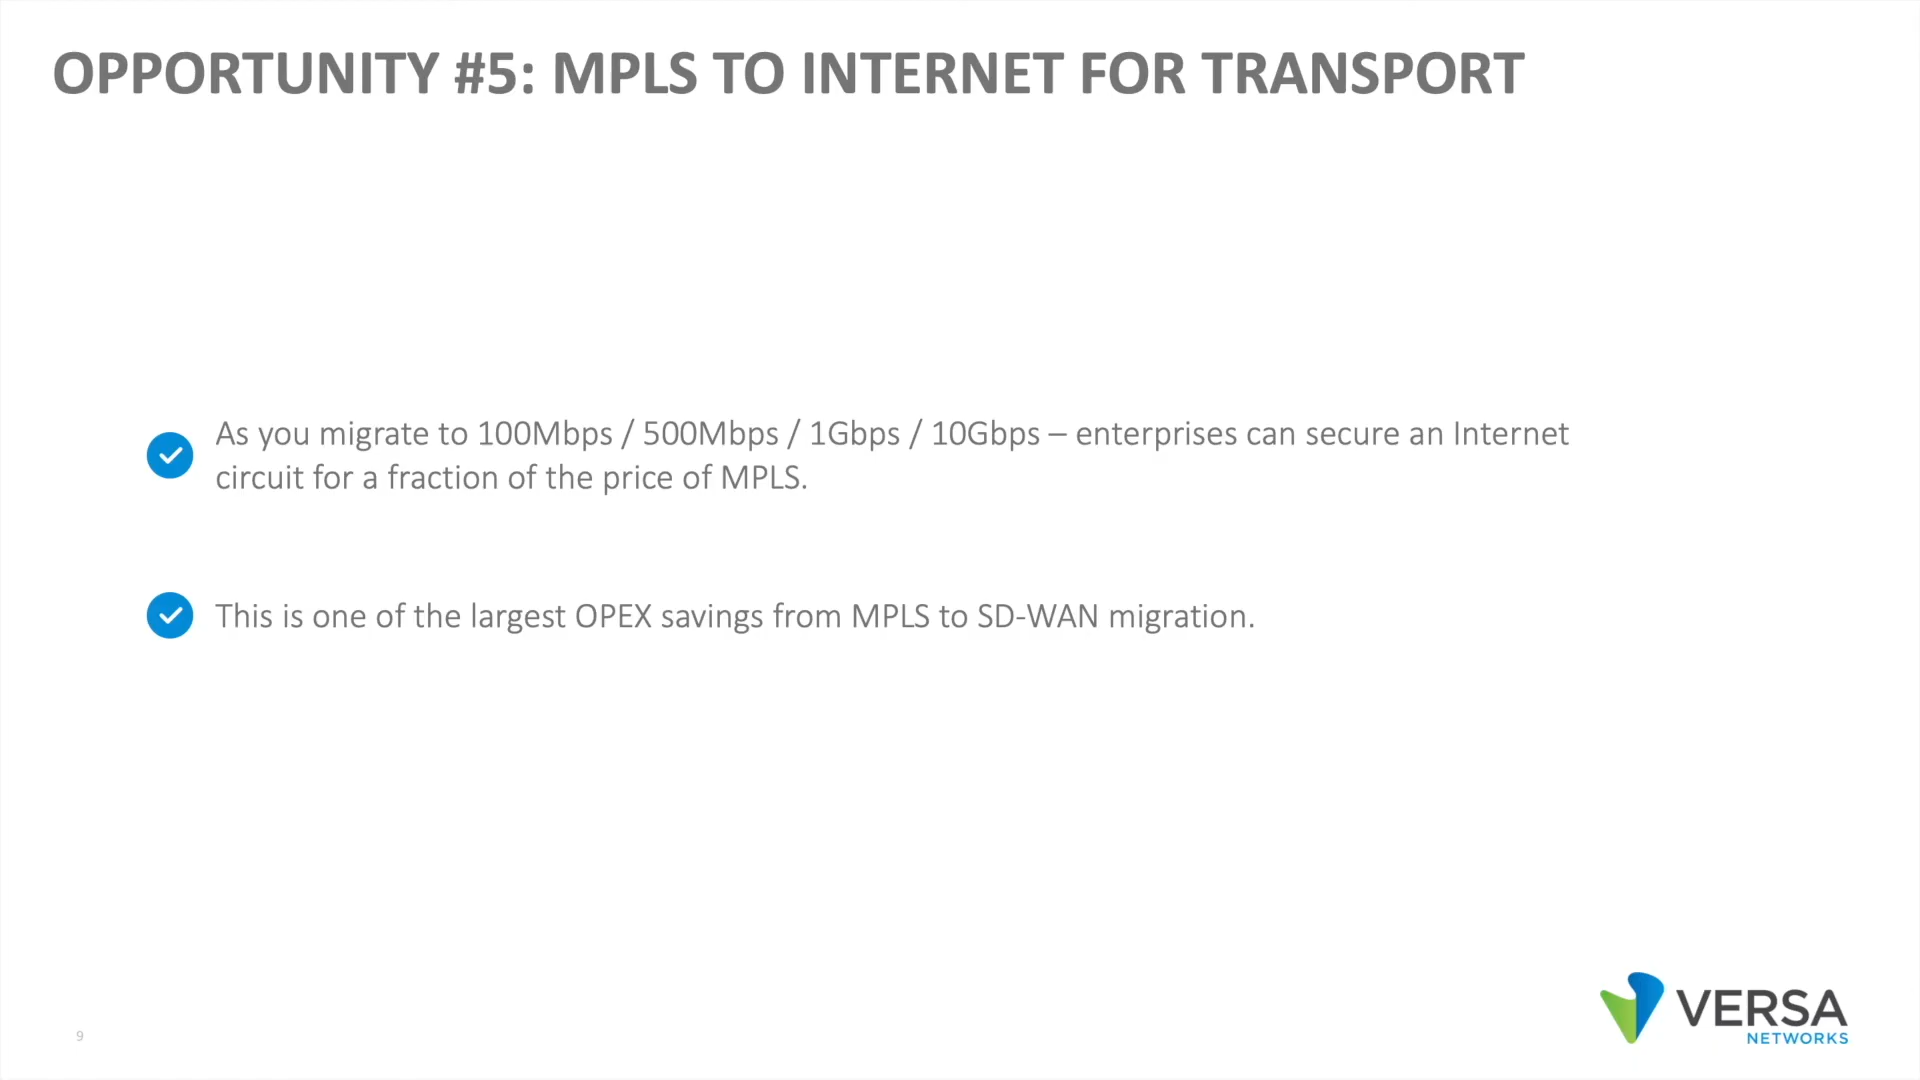 OPPORTUNITY #5: MPLS TO INTERNET FOR TRANSPORT
As you migrate to 100Mbps / 500Mbps / 1Gbps / 10Gbps – enterprises can secure an Internet
circuit for a fraction of the price of MPLS.
This is one of the largest OPEX savings from MPLS to SD-WAN migration.
9
VERSA
NETWORKS